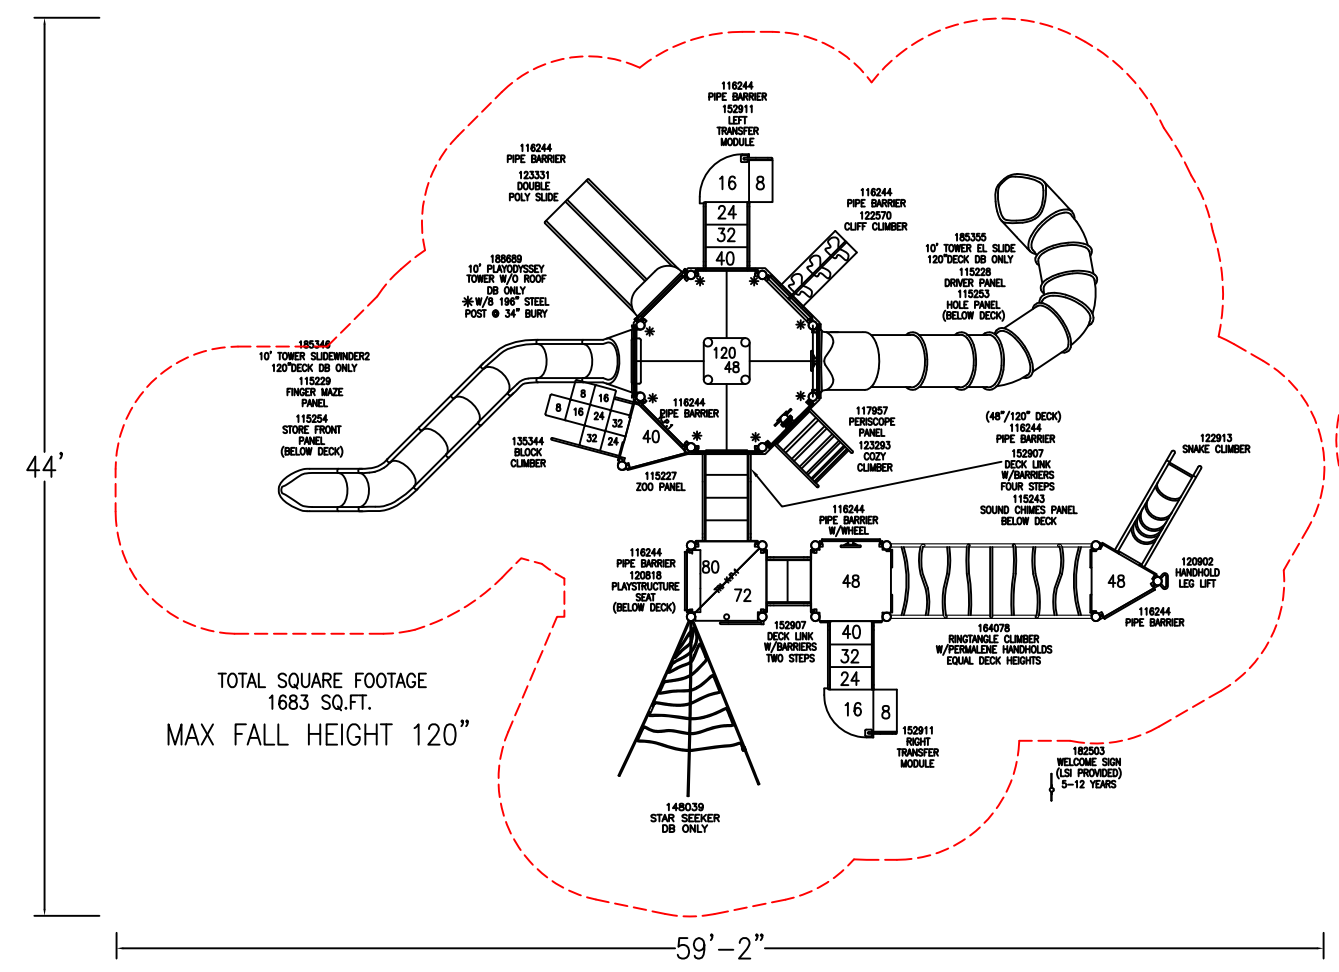 116244
PIPE BARRIER
152911
LEFT
TRANSFER
MODULE
116244
PIPE BARRIER
123331
DOUBLE
POLY SLIDE
16
8
24
32
40
116244
PIPE BARRIER
122570
CLIFF CLIMBER
185355
10' TOWER EL SLIDE
120"DECK DB ONLY
115228
DRIVER PANEL
115253
HOLE PANEL
(BELOW DECK)
188689
10' PLAYODYSSEY
TOWER W/O ROOF
DB ONLY
*W/8 196" STEEL
POST @ 34" BURY
185346
10' TOWER SLIDEWINDER2
120"DECK DB ONLY
115229
FINGER MAZE
PANEL
115254
STORE FRONT
PANEL
(BELOW DECK)
120
48
8
16
8
16
24
32
32
24
40
116244
PIPE BARRIER
135344
BLOCK
CLIMBER
115227
ZOO PANEL
117957
PERISCOPE
PANEL
123293
COZY
CLIMBER
(48"/120" DECK)
116244
PIPE BARRIER
152907
DECK LINK
W/BARRIERS
FOUR STEPS
115243
SOUND CHIMES PANEL
BELOW DECK
122913
SNAKE CLIMBER
44'
116244
PIPE BARRIER
W/WHEEL
116244
PIPE BARRIER
120818
PLAYSTRUCTURE
SEAT
(BELOW DECK)
80
72
48
48
120902
HANDHOLD
LEG LIFT
116244
PIPE BARRIER
152907
DECK LINK
W/BARRIERS
TWO STEPS
40
32
24
16
8
164078
RINGTANGLE CLIMBER
W/PERMALENE HANDHOLDS
EQUAL DECK HEIGHTS
TOTAL SQUARE FOOTAGE
1683 SQ.FT.
MAX FALL HEIGHT 120"
152911
RIGHT
TRANSFER
MODULE
182503
WELCOME SIGN
(LSI PROVIDED)
5-12 YEARS
148039
STAR SEEKER
DB ONLY
59'-2"